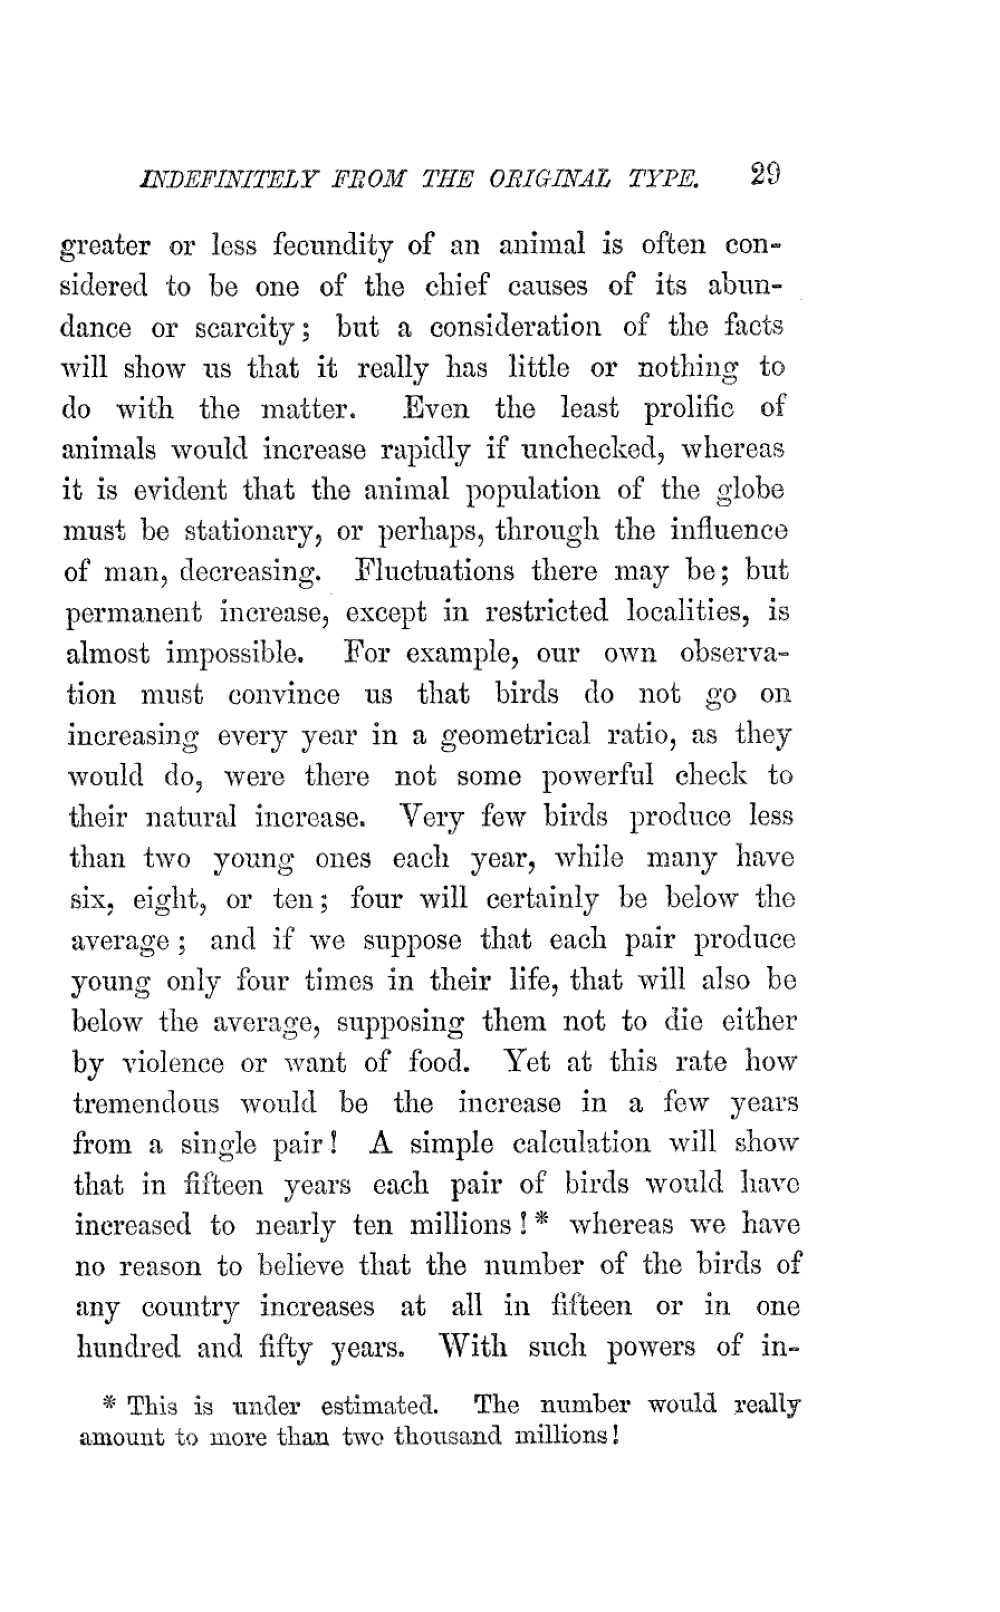 INDEFINITELY FROM THE ORIGINAL TYPE. 29
greater or less fecundity of an animal is often con-
sidered to be one of the chief causes of its abun-
dance or scarcity; but a consideration of the facts
will show us that it really has little or nothing to
do with the matter. Even the least prolific of
animals would increase rapidly if unchecked, whereas
it is evident that the animal population of the globe
must be stationary, or perhaps, through the influence
of man, decreasing. Fluctuations there may be; but
permanent increase, except in restricted localities, is
almost impossible. For example, our own observa-
tion must convince us that birds do not go on
increasing every year in a geometrical ratio, as they
would do, were there not some powerful check to
their natural increase. Very few birds produce less
than two young ones each year, while many have
six, eight, or ten; four will certainly be below the
average; and if we suppose that each pair produce
young only four times in their life, that will also be
below the average, supposing them not to die either
by violence or want of food. Yet at this rate how
tremendous would be the increase in a few years
from a single pair! A simple calculation will show
that in fifteen years each pair of birds would have
increased to nearly ten millions!* whereas we have
no reason to believe that the number of the birds of
any country increases at all in fifteen or in one
hundred and fifty years. With such powers of in-
* This is under estimated. The number would really
amount to more than two thousand millions!